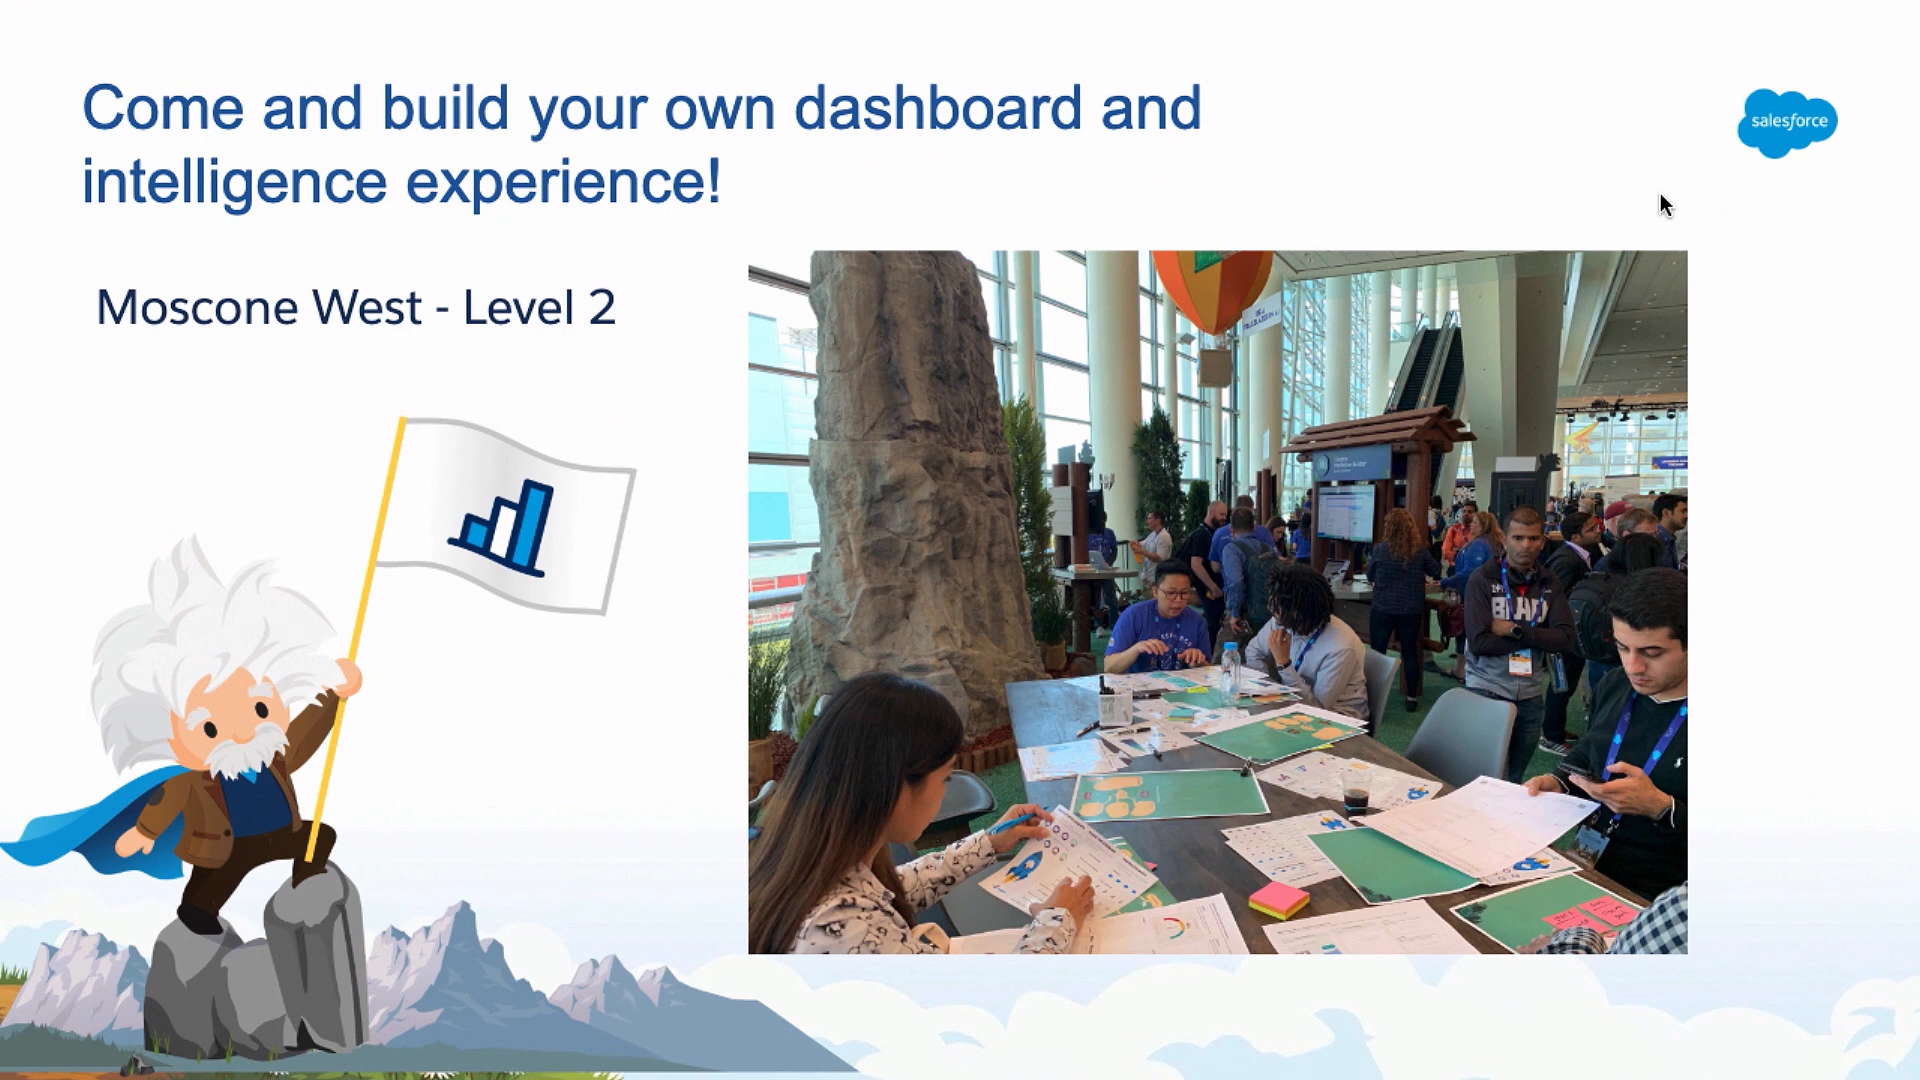 Come and build your own dashboard and
intelligence experience!
salesforce
Moscone West - Level 2